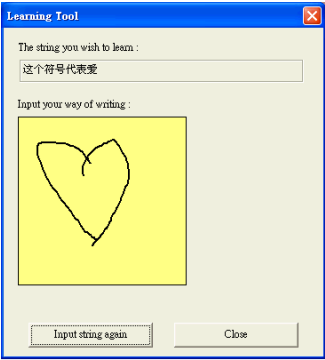 Learning Tool
The string you wish to learn :
这个符号代表爱
Input your way of writing :
Input string again
Close